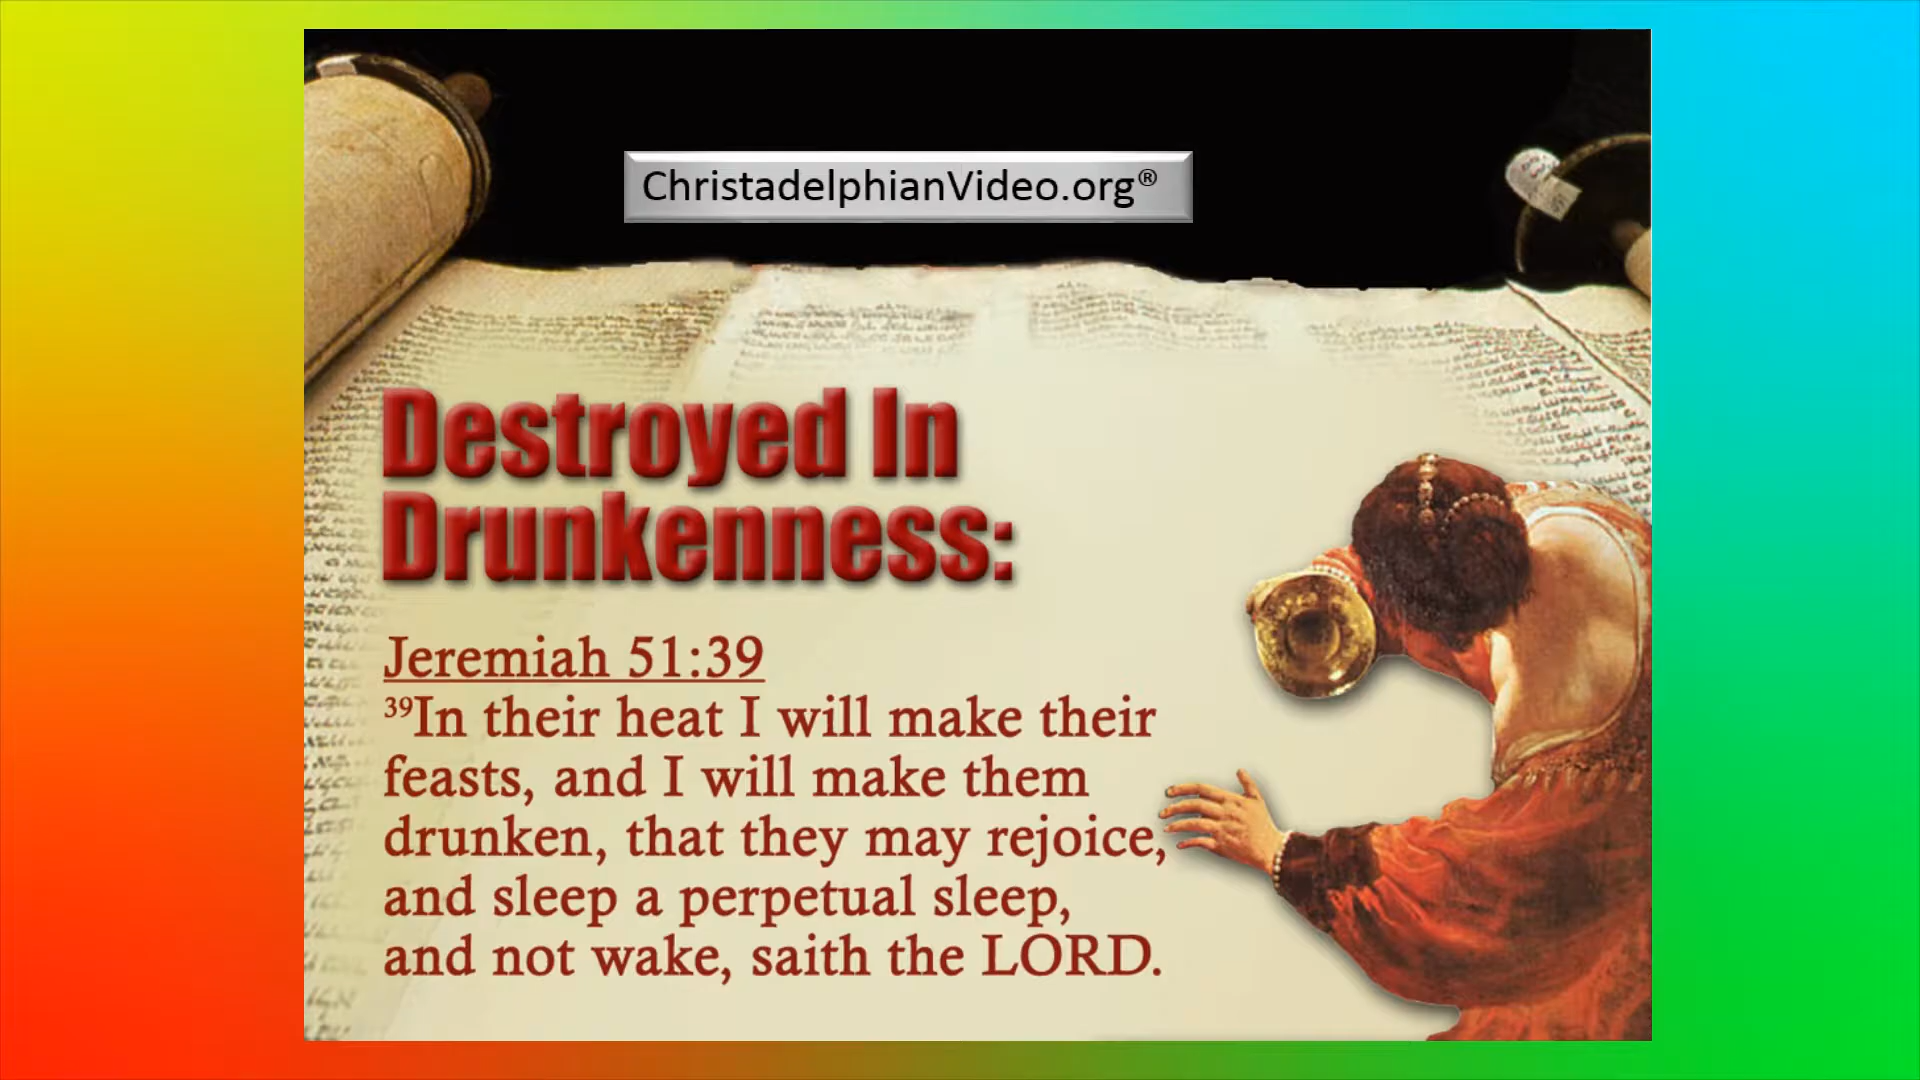 ChristadelphianVideo.org®
Destroyed In
Drunkenness:
Jeremiah 51:39
³⁹In their heat I will make their
feasts, and I will make them
drunken, that they may rejoice,
and sleep a perpetual sleep,
and not wake, saith the LORD.